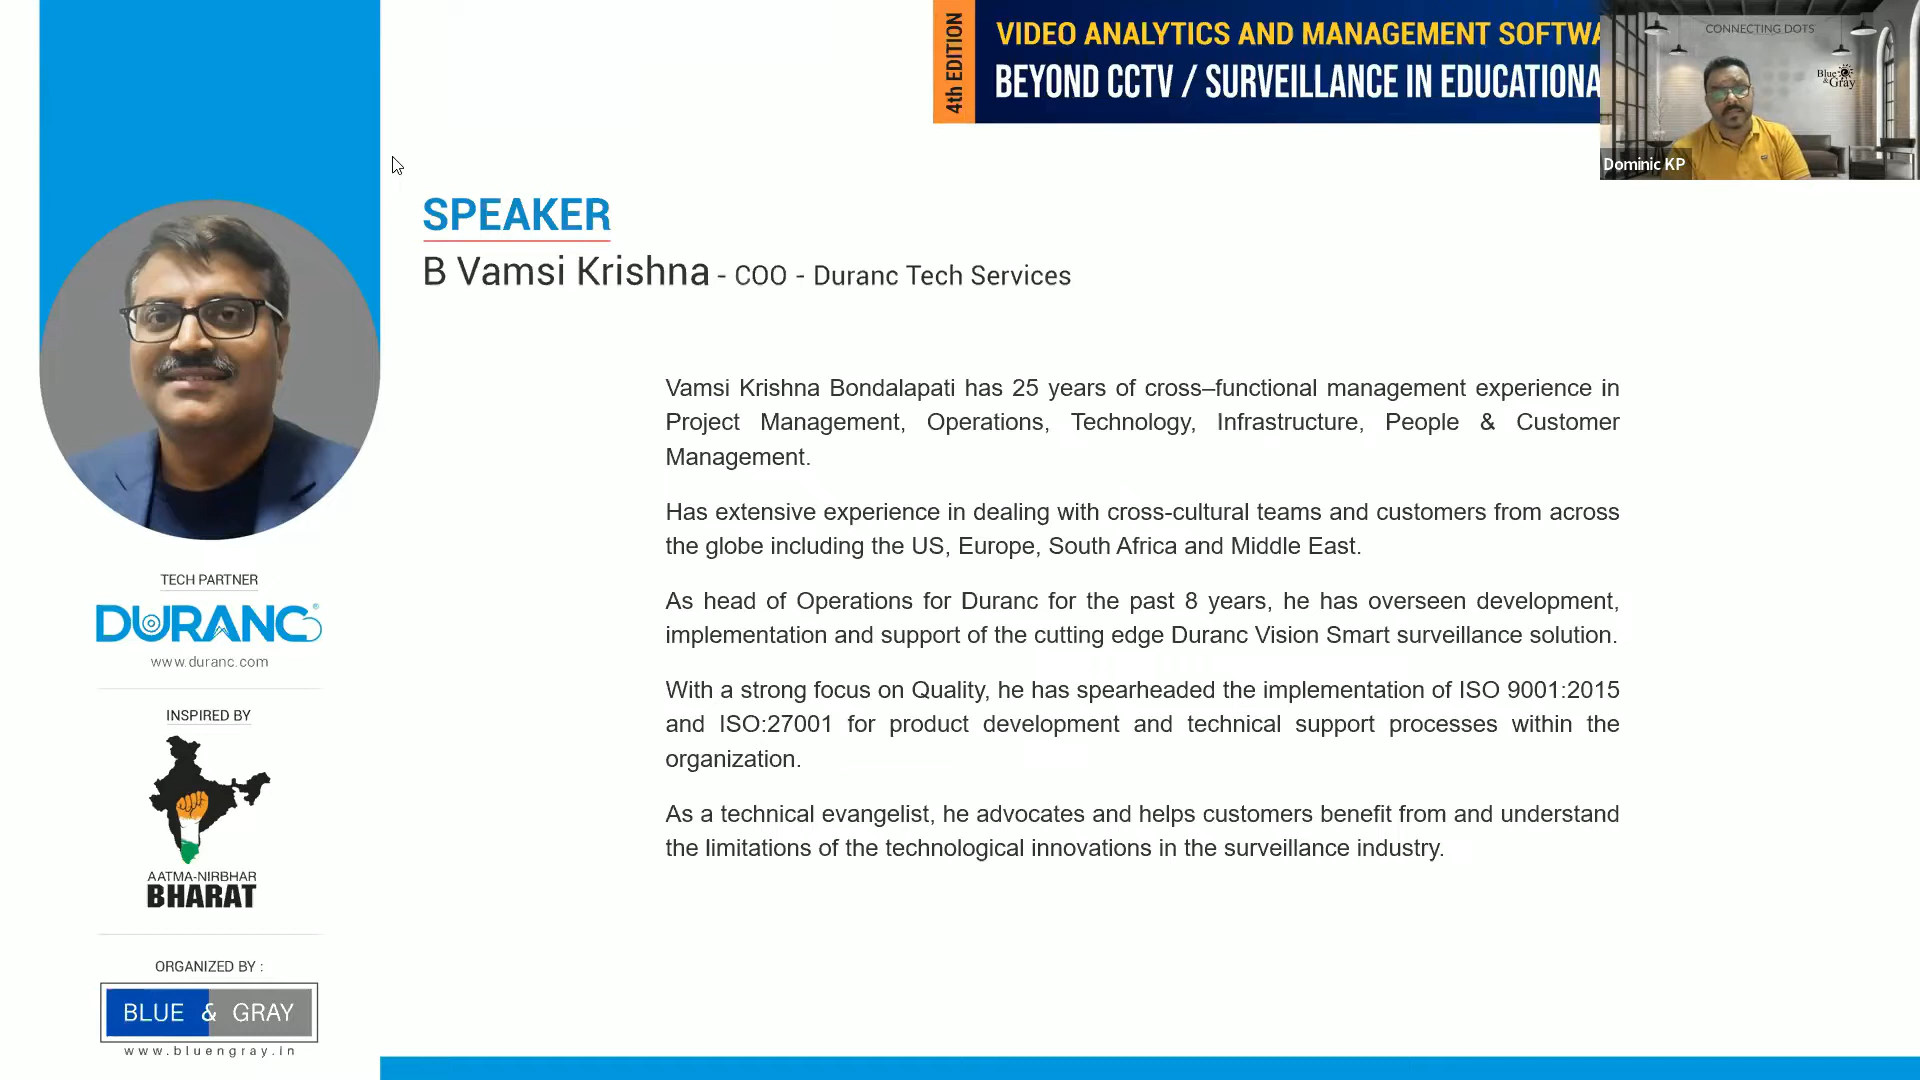 4th EDITION
VIDEO ANALYTICS AND MANAGEMENT
BEYOND CCTV / SURVEILLANCE IN
CONNECTING DOTS
Blue
& Gray
Dominic KP
SPEAKER
B Vamsi Krishna - COO - Duranc Tech Services
Vamsi Krishna Bondalapati has 25 years of cross–functional management experience in
Project Management, Operations, Technology, Infrastructure, People & Customer
Management.
Has extensive experience in dealing with cross-cultural teams and customers from across
the globe including the US, Europe, South Africa and Middle East.
As head of Operations for Duranc for the past 8 years, he has overseen development,
implementation and support of the cutting edge Duranc Vision Smart surveillance solution.
With a strong focus on Quality, he has spearheaded the implementation of ISO 9001:2015
and ISO:27001 for product development and technical support processes within the
organization.
As a technical evangelist, he advocates and helps customers benefit from and understand
the limitations of the technological innovations in the surveillance industry.
TECH PARTNER
DURANC®
www.duranc.com
INSPIRED BY
AATMA-NIRBHAR
BHARAT
ORGANIZED BY :
BLUE & GRAY
www.bluengray.in